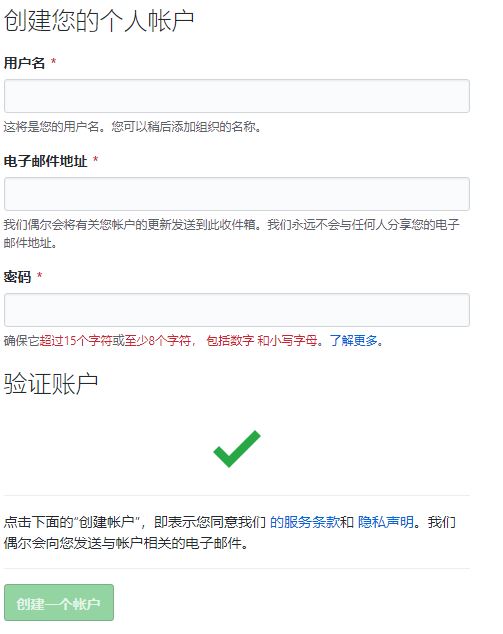 创建您的个人帐户
用户名 *
这将是您的用户名。您可以稍后添加组织的名称。
电子邮件地址 *
我们偶尔会将有关您帐户的更新发送到此收件箱。我们永远不会与任何人分享您的电子
邮件地址。
密码 *
确保它超过15个字符或至少8个字符， 包括数字 和小写字母。了解更多。
验证账户
点击下面的“创建帐户”，即表示您同意我们 的服务条款和 隐私声明。我们
偶尔会向您发送与帐户相关的电子邮件。
创建一个帐户